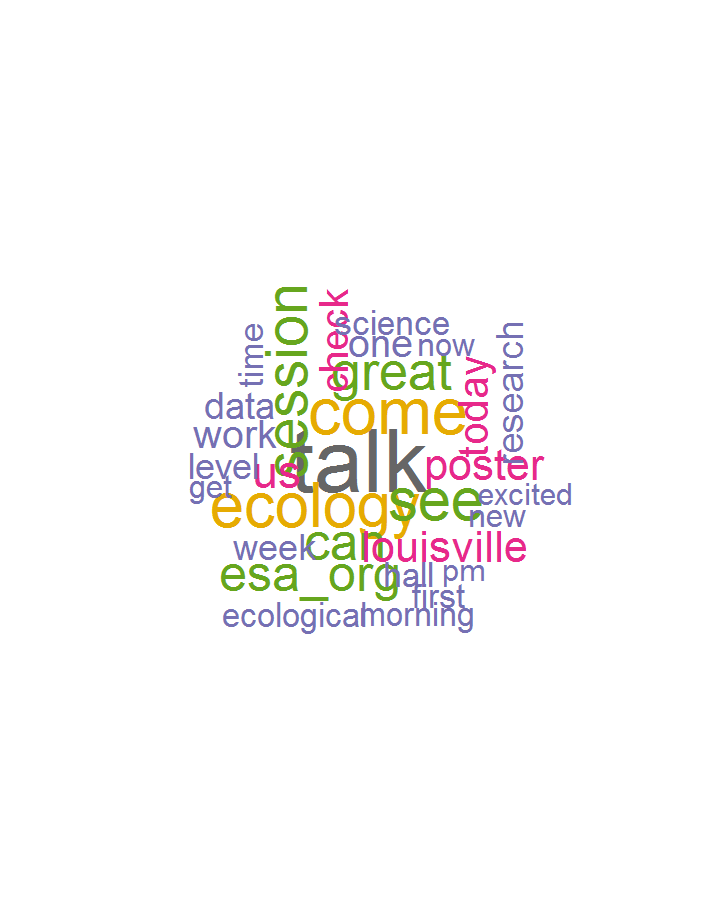 session
check
science
time
one
now
great
research
today
data
come
work
talk
level
us
poster
get
ecology
see
excited
new
week
can
louisville
esa_org
hall
pm
first
ecological
morning